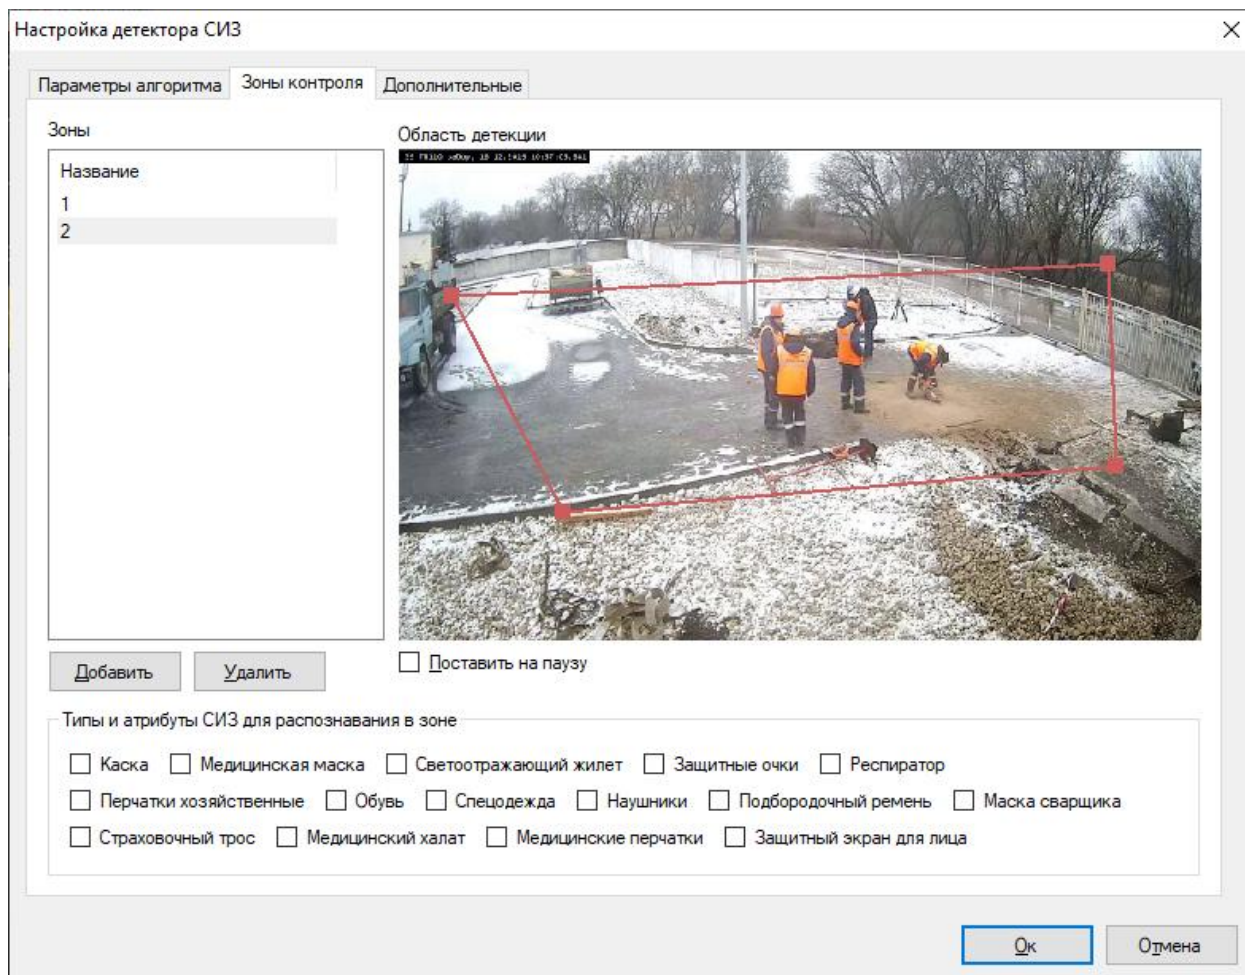 Настройка детектора СИЗ
Параметры алгоритма Зоны контроля Дополнительные
Зоны
Область детекции
Название
1
2
Добавить Удалить
Поставить на паузу
Типы и атрибуты СИЗ для распознавания в зоне
Каска Медицинская маска Светоотражающий жилет Защитные очки Респиратор
Перчатки хозяйственные Обувь Спецодежда Наушники Подбородочный ремень Маска сварщика
Страховочный трос Медицинский халат Медицинские перчатки Защитный экран для лица
Ок Отмена